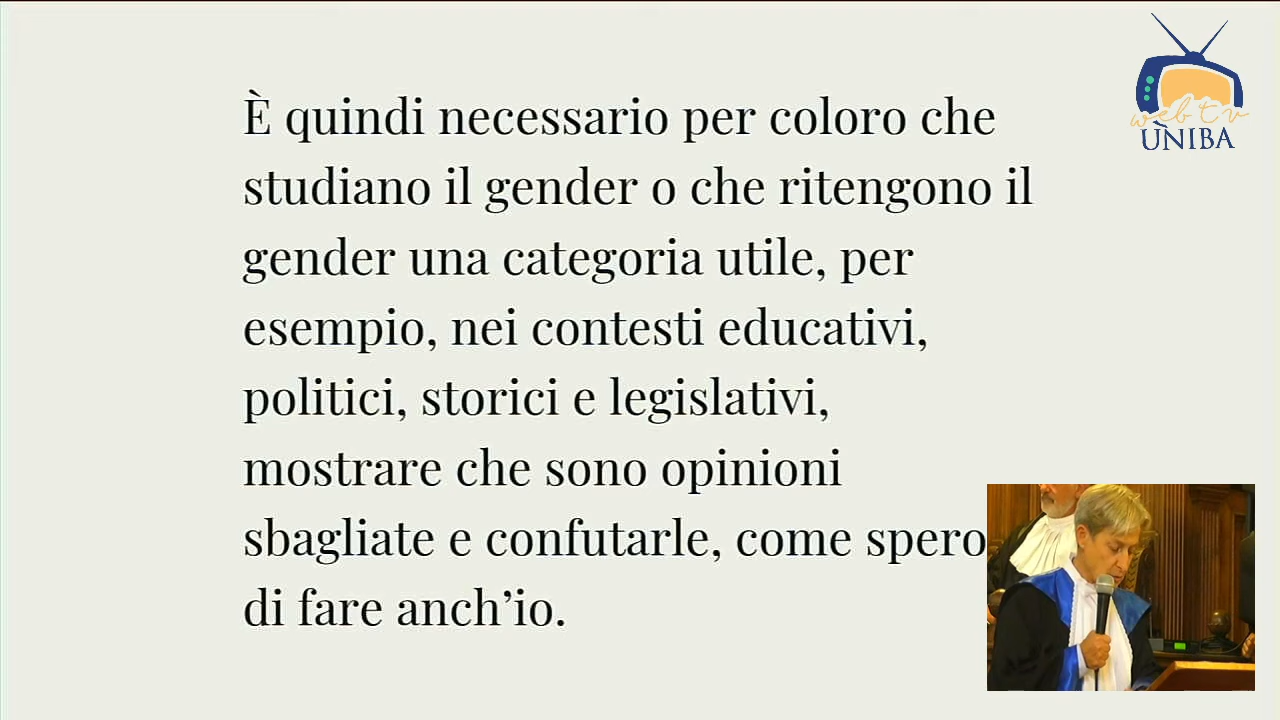 È quindi necessario per coloro che
studiano il gender o che ritengono il
gender una categoria utile, per
esempio, nei contesti educativi,
politici, storici e legislativi,
mostrare che sono opinioni
sbagliate e confutarle, come spero
di fare anch’io.
web tv
UNIBA